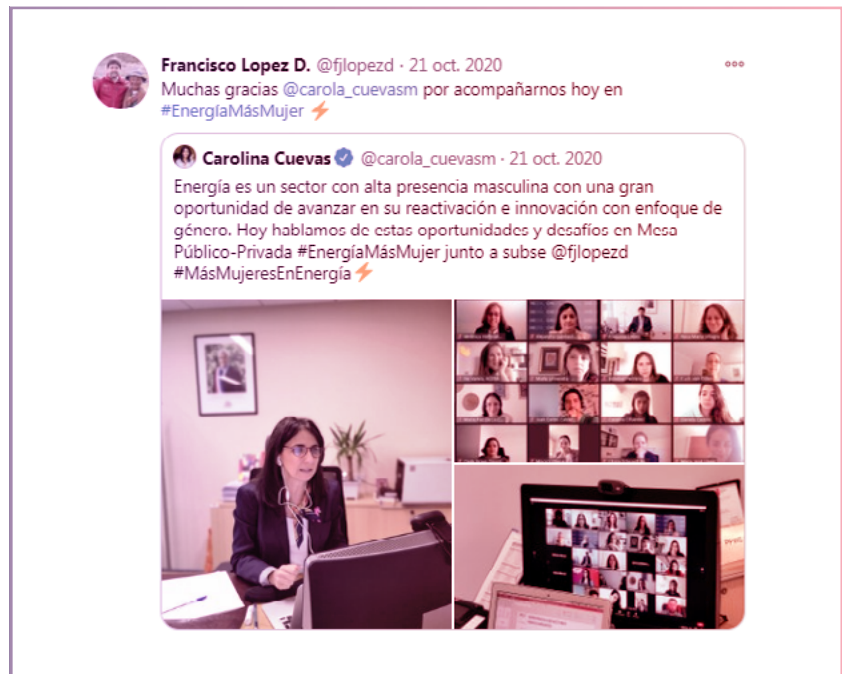 Francisco Lopez D. @fjlopezd · 21 oct. 2020
Muchas gracias @carola_cuevasm por acompañarnos hoy en
#EnergíaMásMujer ⚡
Carolina Cuevas @carola_cuevasm · 21 oct. 2020
Energía es un sector con alta presencia masculina con una gran
oportunidad de avanzar en su reactivación e innovación con enfoque de
género. Hoy hablamos de estas oportunidades y desafíos en Mesa
Público-Privada #EnergíaMásMujer junto a subse @fjlopezd
#MásMujeresEnEnergía ⚡